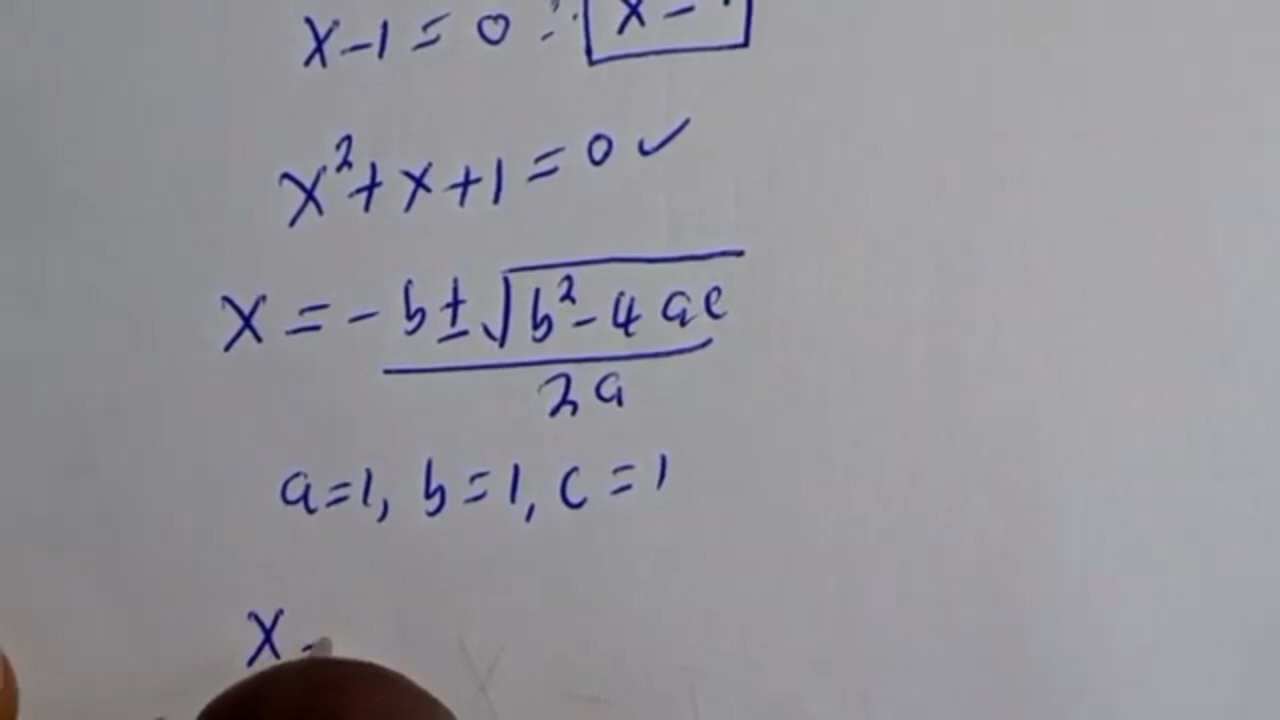 x-1=0 ∴ x=
x²+x+1=0 ✓
x=-b±√b²-4ac
2a
a=1, b=1, c=1
x